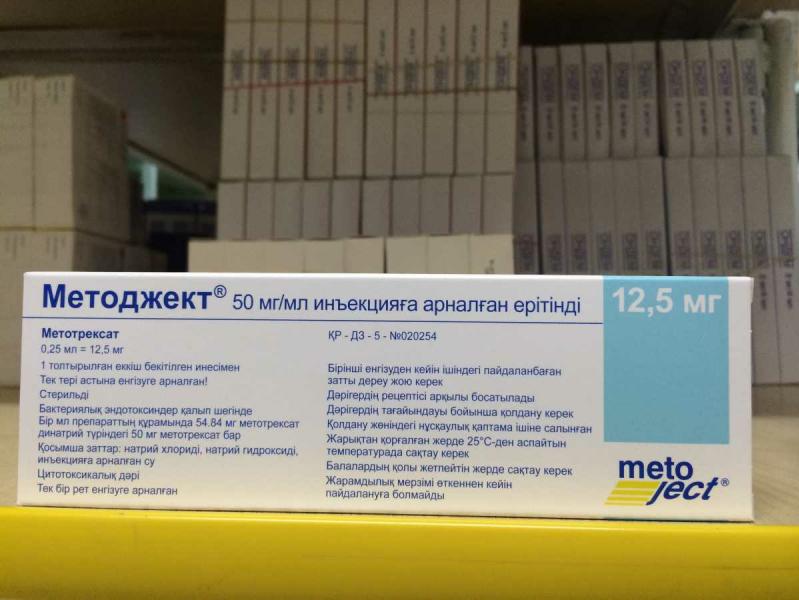 Методжект® 50 мг/мл инъекцияға арналған ерітінді
12,5 мг
Метотрексат
0,25 мл = 12,5 мг
1 толтырылған еккіш бекітілген инесімен
Тек тері астына енгізуге арналған!
Стерильді
Бактериялық эндотоксиндер қалып шегінде
Бір мл препараттың құрамында 54.84 мг метотрексат
динатрий түріндегі 50 мг метотрексат бар
Қосымша заттар: натрий хлориді, натрий гидроксиді,
инъекцияға арналған су
Цитотоксикалық дәрі
Тек бір рет енгізуге арналған
ҚР - ДЗ - 5 - №020254
Бірінші енгізуден кейін ішіндегі пайдаланбаған
затты дереу жою керек
Дәрігердің рецептісі арқылы босатылады
Дәрігердің тағайындауы бойынша қолдану керек
Қолдану жөніндегі нұсқаулық қаптама ішіне салынған
Жарықтан қорғалған жерде 25°С-ден аспайтын
температурада сақтау керек
Балалардың қолы жетпейтін жерде сақтау керек
Жарамдылық мерзімі өткеннен кейін
пайдалануға болмайды
meto
ject®